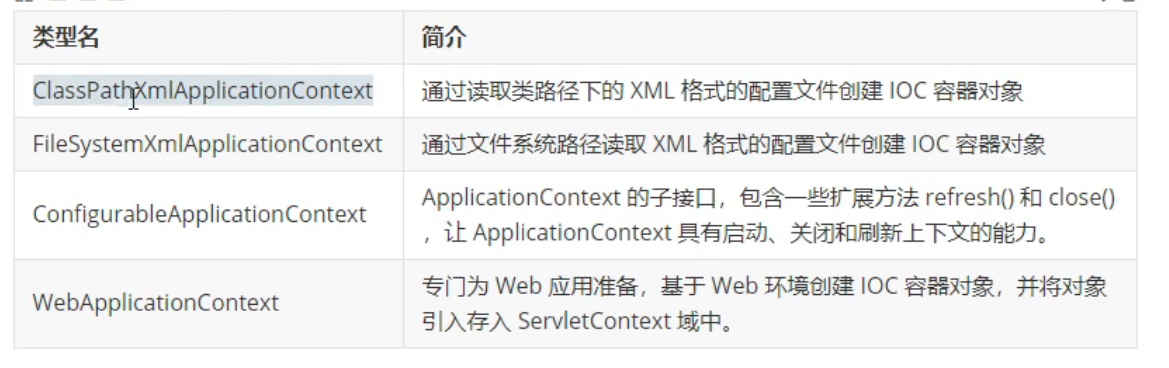 类型名 简介
ClassPathXmlApplicationContext 通过读取类路径下的 XML 格式的配置文件创建 IOC 容器对象
FileSystemXmlApplicationContext 通过文件系统路径读取 XML 格式的配置文件创建 IOC 容器对象
ConfigurableApplicationContext
ApplicationContext 的子接口，包含一些扩展方法 refresh() 和 close()
，让 ApplicationContext 具有启动、关闭和刷新上下文的能力。
WebApplicationContext
专门为 Web 应用准备，基于 Web 环境创建 IOC 容器对象，并将对象
引入存入 ServletContext 域中。